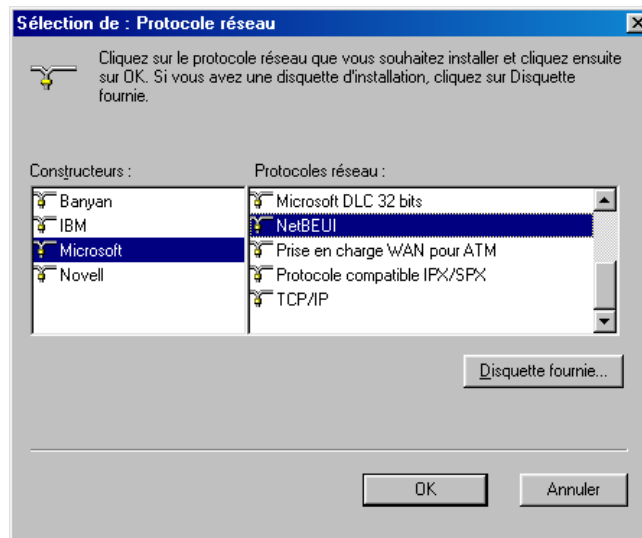 Sélection de : Protocole réseau
Cliquez sur le protocole réseau que vous souhaitez installer et cliquez ensuite
sur OK. Si vous avez une disquette d'installation, cliquez sur Disquette
fournie.
Constructeurs :
Banyan
IBM
Microsoft
Novell
Protocoles réseau :
Microsoft DLC 32 bits
NetBEUI
Prise en charge WAN pour ATM
Protocole compatible IPX/SPX
TCP/IP
Disquette fournie...
OK
Annuler